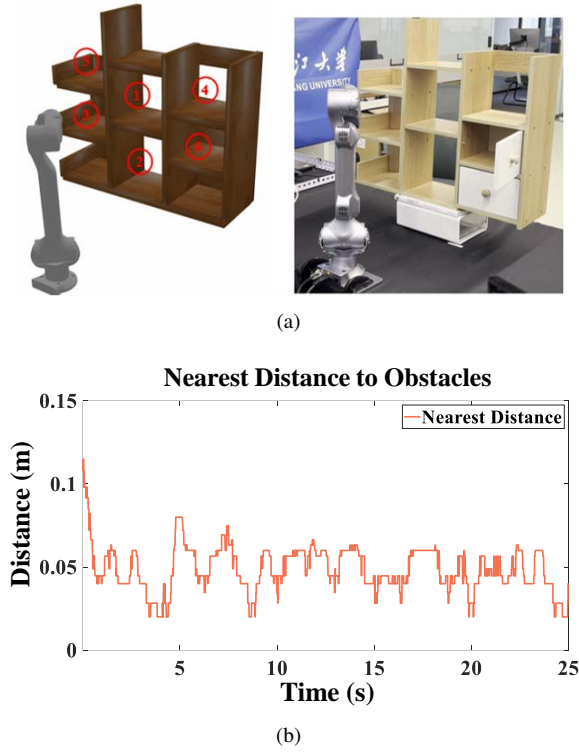 5
1
4
3
6
2
江大学
ANG UNIVERSITY
(a)
Nearest Distance to Obstacles
Nearest Distance
Distance (m)
0.15
0.1
0.05
0
5
10
15
20
25
Time (s)
(b)